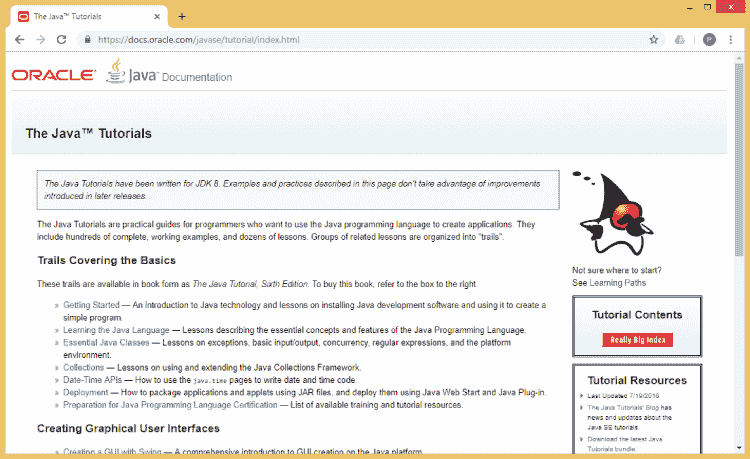 The Java™ Tutorials
https://docs.oracle.com/javase/tutorial/index.html
P
ORACLE Java™ Documentation
The Java™ Tutorials
The Java Tutorials have been written for JDK 8. Examples and practices described in this page don't take advantage of improvements
introduced in later releases.
The Java Tutorials are practical guides for programmers who want to use the Java programming language to create applications. They
include hundreds of complete, working examples, and dozens of lessons. Groups of related lessons are organized into "trails".
Trails Covering the Basics
These trails are available in book form as The Java Tutorial, Sixth Edition. To buy this book, refer to the box to the right.
» Getting Started — An introduction to Java technology and lessons on installing Java development software and using it to create a
simple program.
» Learning the Java Language — Lessons describing the essential concepts and features of the Java Programming Language.
» Essential Java Classes — Lessons on exceptions, basic input/output, concurrency, regular expressions, and the platform
environment.
» Collections — Lessons on using and extending the Java Collections Framework.
» Date-Time APIs — How to use the java.time pages to write date and time code.
» Deployment — How to package applications and applets using JAR files, and deploy them using Java Web Start and Java Plug-in.
» Preparation for Java Programming Language Certification — List of available training and tutorial resources.
Creating Graphical User Interfaces
» Creating a GUI with Swing — A comprehensive introduction to GUI creation on the Java platform.
Not sure where to start?
See Learning Paths
Tutorial Contents
Really Big Index
Tutorial Resources
Last Updated 7/19/2018
The Java Tutorials' Blog has
news and updates about the
Java SE tutorials.
Download the latest Java
Tutorials bundle.